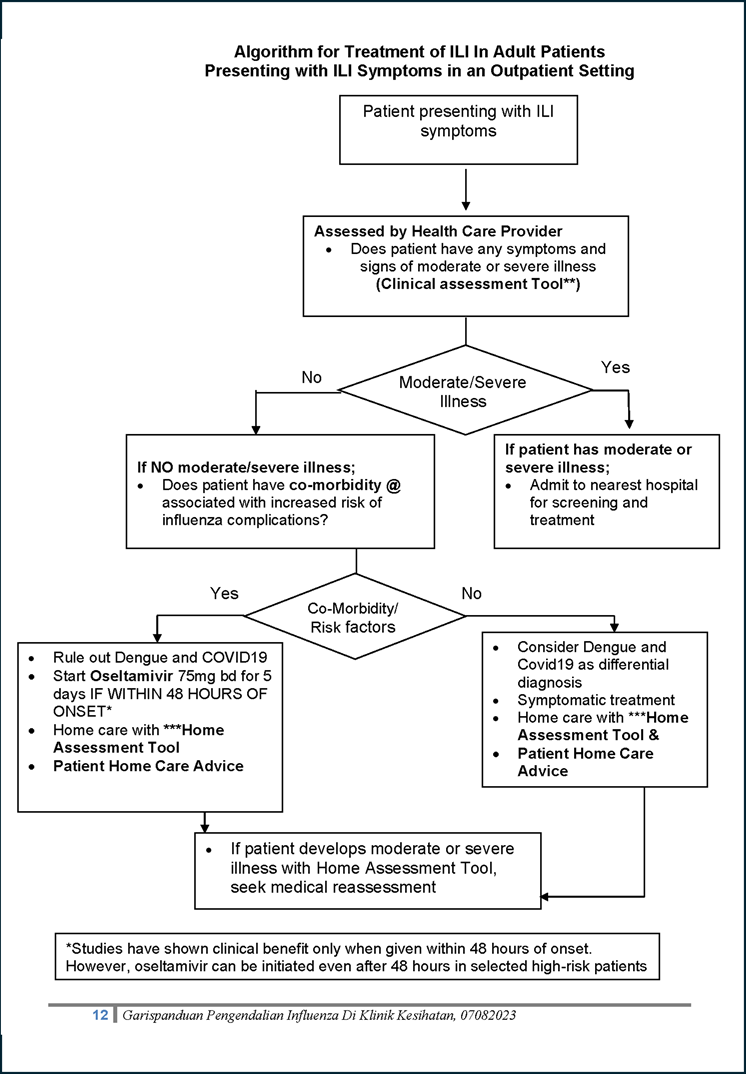 Algorithm for Treatment of ILI In Adult Patients
Presenting with ILI Symptoms in an Outpatient Setting
Patient presenting with ILI
symptoms
Assessed by Health Care Provider
• Does patient have any symptoms and
signs of moderate or severe illness
(Clinical assessment Tool**)
Moderate/Severe
Illness
No
Yes
If NO moderate/severe illness;
• Does patient have co-morbidity @
associated with increased risk of
influenza complications?
If patient has moderate or
severe illness;
• Admit to nearest hospital
for screening and
treatment
Co-Morbidity/
Risk factors
Yes
No
• Rule out Dengue and COVID19
• Start Oseltamivir 75mg bd for 5
days IF WITHIN 48 HOURS OF
ONSET*
• Home care with ***Home
Assessment Tool
• Patient Home Care Advice
• Consider Dengue and
Covid19 as differential
diagnosis
• Symptomatic treatment
• Home care with ***Home
Assessment Tool &
• Patient Home Care
Advice
• If patient develops moderate or severe
illness with Home Assessment Tool,
seek medical reassessment
*Studies have shown clinical benefit only when given within 48 hours of onset.
However, oseltamivir can be initiated even after 48 hours in selected high-risk patients
12 Garispanduan Pengendalian Influenza Di Klinik Kesihatan, 07082023